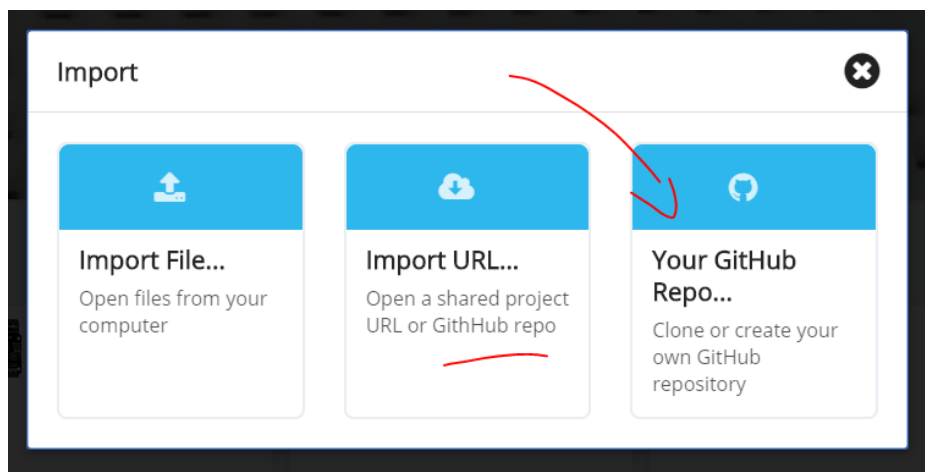 Import
Import File...
Open files from your
computer
Import URL...
Open a shared project
URL or GithHub repo
Your GitHub
Repo...
Clone or create your
own GitHub
repository